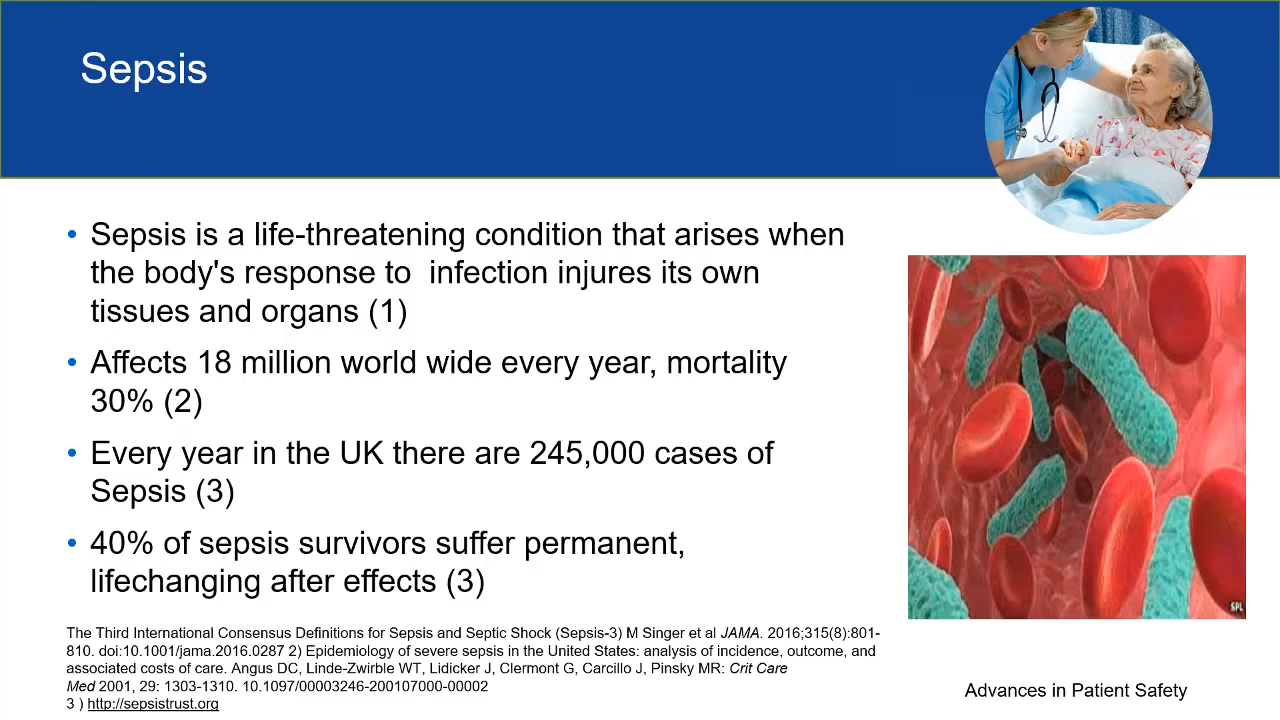 Sepsis
• Sepsis is a life-threatening condition that arises when
the body's response to  infection injures its own
tissues and organs (1)
• Affects 18 million world wide every year, mortality
30% (2)
• Every year in the UK there are 245,000 cases of
Sepsis (3)
• 40% of sepsis survivors suffer permanent,
lifechanging after effects (3)
SPL
The Third International Consensus Definitions for Sepsis and Septic Shock (Sepsis-3) M Singer et al JAMA. 2016;315(8):801-
810. doi:10.1001/jama.2016.0287 2) Epidemiology of severe sepsis in the United States: analysis of incidence, outcome, and
associated costs of care. Angus DC, Linde-Zwirble WT, Lidicker J, Clermont G, Carcillo J, Pinsky MR: Crit Care
Med 2001, 29: 1303-1310. 10.1097/00003246-200107000-00002
3 ) http://sepsistrust.org
Advances in Patient Safety